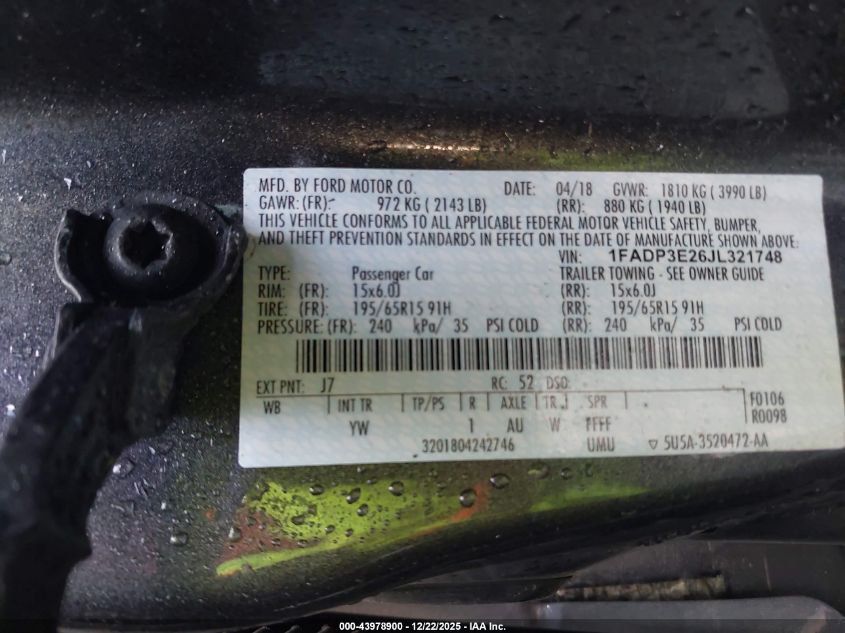 MFD. BY FORD MOTOR CO. DATE: 04/18 GVWR: 1810 KG ( 3990 LB)
GAWR: (FR): 972 KG ( 2143 LB) (RR): 880 KG ( 1940 LB)
THIS VEHICLE CONFORMS TO ALL APPLICABLE FEDERAL MOTOR VEHICLE SAFETY, BUMPER,
AND THEFT PREVENTION STANDARDS IN EFFECT ON THE DATE OF MANUFACTURE SHOWN ABOVE.
VIN: 1FADP3E26JL321748
TYPE: Passenger Car TRAILER TOWING - SEE OWNER GUIDE
RIM: (FR): 15x6.0J (RR): 15x6.0J
TIRE: (FR): 195/65R15 91H (RR): 195/65R15 91H
PRESSURE: (FR): 240 kPa/ 35 PSI COLD (RR): 240 kPa/ 35 PSI COLD
EXT PNT: J7 RC: 52 DSO:
WB INT TR TP/PS R AXLE TR SPR F0106
YW 1 AU W FFFF R0098
3201804242746 UMU ▽ 5U5A-3520472-AA
000-43978900 - 12/22/2025 - IAA Inc.